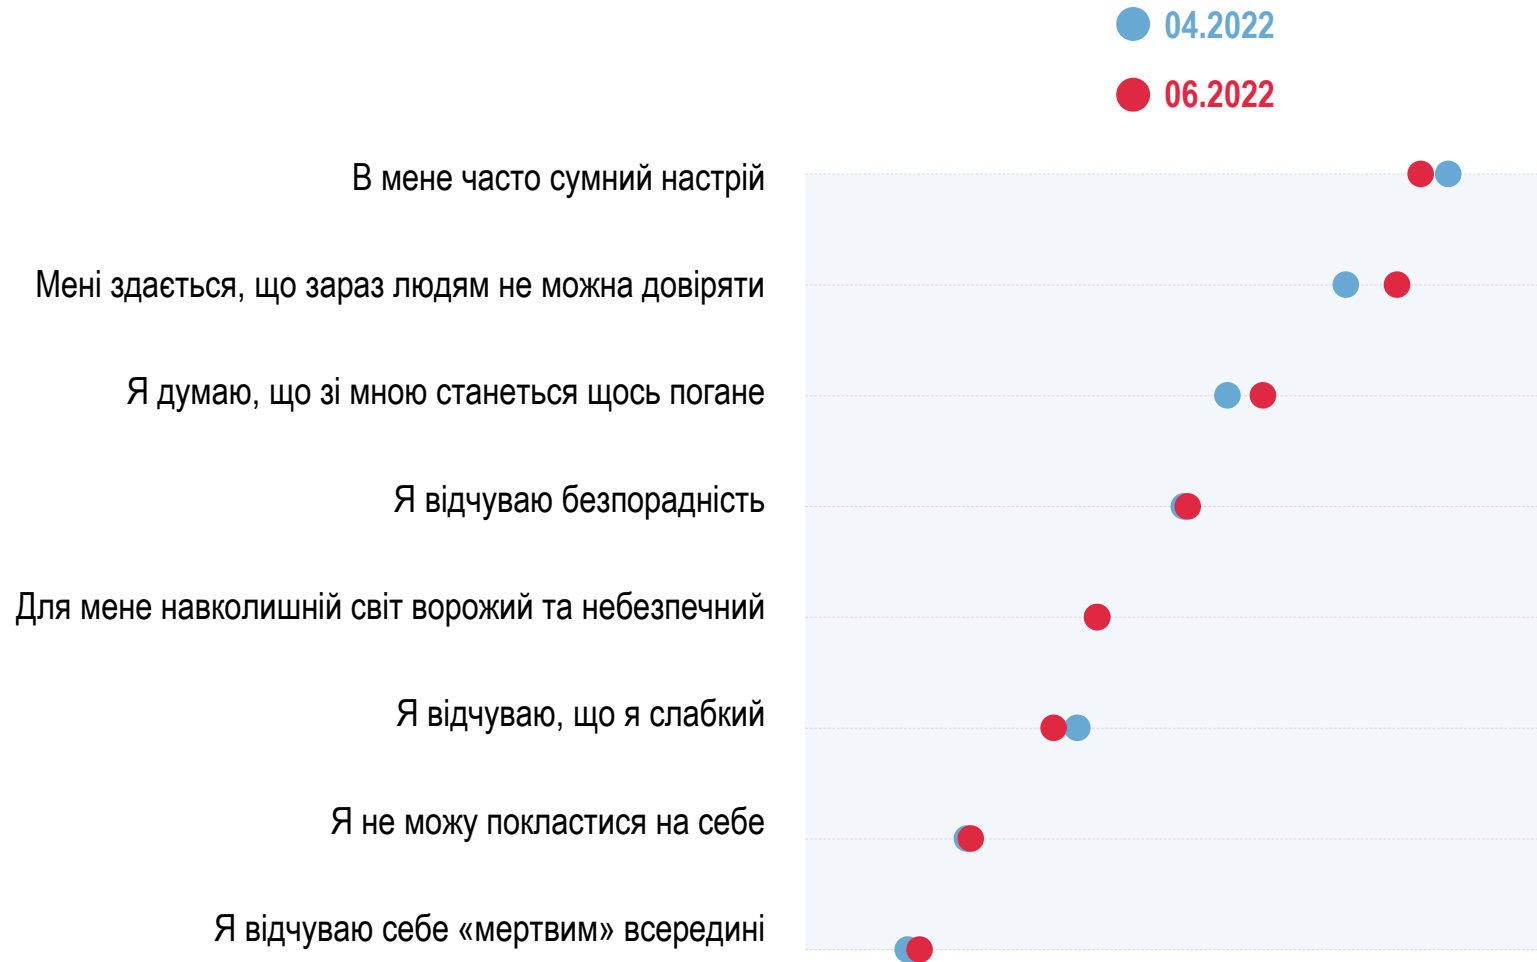 04.2022
06.2022
В мене часто сумний настрій
Мені здається, що зараз людям не можна довіряти
Я думаю, що зі мною станеться щось погане
Я відчуваю безпорадність
Для мене навколишній світ ворожий та небезпечний
Я відчуваю, що я слабкий
Я не можу покластися на себе
Я відчуваю себе «мертвим» всередині